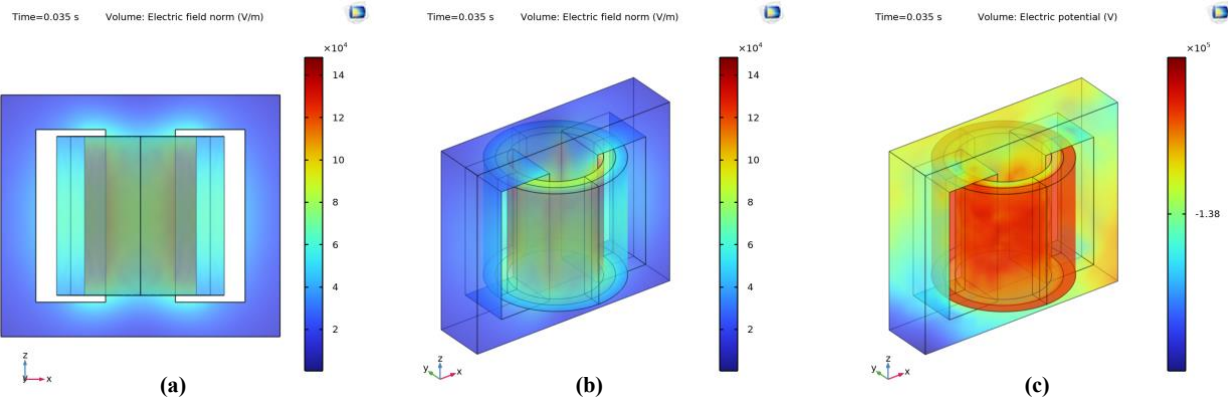 Time=0.035 s Volume: Electric field norm (V/m)
×10⁴
14
12
10
8
6
4
2
z
y x
(a)
Time=0.035 s Volume: Electric field norm (V/m)
×10⁴
14
12
10
8
6
4
2
z
y x
(b)
Time=0.035 s Volume: Electric potential (V)
×10⁵
-1.38
z
y x
(c)